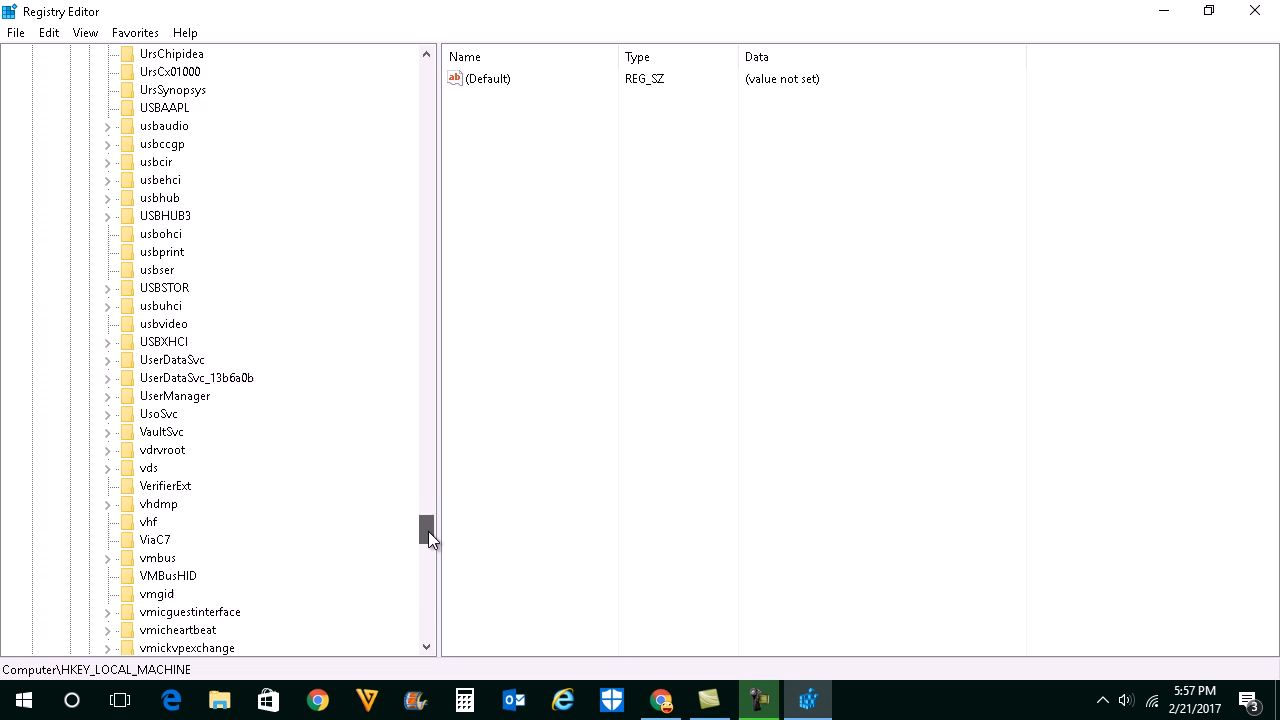 Registry Editor
File Edit View Favorites Help
UrsChipidea
UrsCx01000
UrsSynopsys
USBAAPL
usbaudio
usbccgp
usbcir
usbehci
usbhub
USBHUB3
usbohci
usbprint
usbser
USBSTOR
usbuhci
usbvideo
USBXHCI
UserDataSvc
UserDataSvc_13b6a0b
UserManager
UsoSvc
VaultSvc
vdrvroot
vds
VerifierExt
vhdmp
vhf
ViaC7
vmbus
VMBusHID
vmgid
vmicguestinterface
vmicheartbeat
vmickvpexchange
Name Type Data
ab (Default) REG_SZ (value not set)
Computer\HKEY_LOCAL_MACHINE
5:57 PM
2/21/2017
3